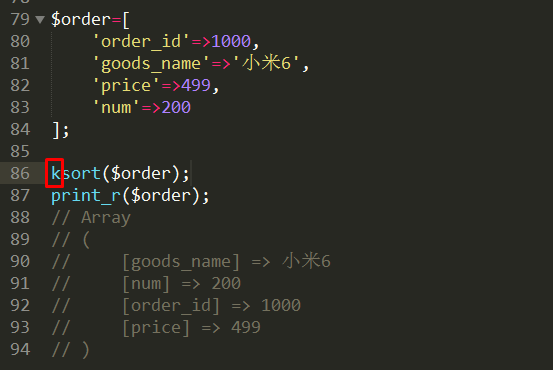 79 $order=[
80     'order_id'=>1000,
81     'goods_name'=>'小米6',
82     'price'=>499,
83     'num'=>200
84 ];
85
86 ksort($order);
87 print_r($order);
88 // Array
89 // (
90 //     [goods_name] => 小米6
91 //     [num] => 200
92 //     [order_id] => 1000
93 //     [price] => 499
94 // )